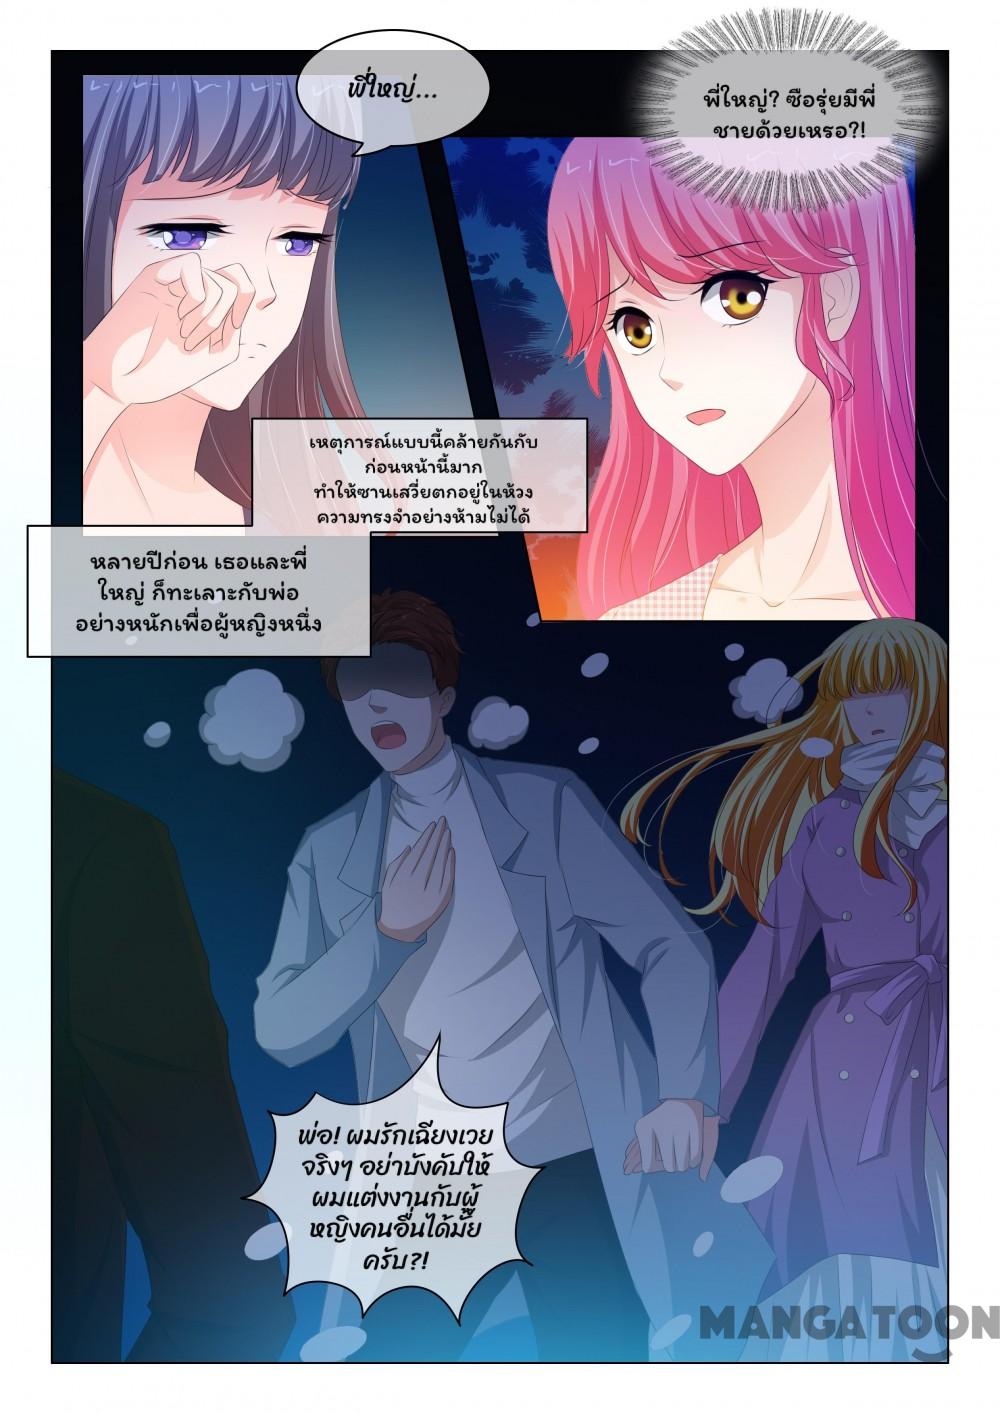 พี่ใหญ่...
พี่ใหญ่? ซือรุ่ยมีพี่
ชายด้วยเหรอ?!
เหตุการณ์แบบนี้คล้ายกันกับ
ก่อนหน้านี้มาก
ทำให้ซานเสวี่ยตกอยู่ในห้วง
ความทรงจำอย่างห้ามไม่ได้
หลายปีก่อน เธอและพี่
ใหญ่ ก็ทะเลาะกับพ่อ
อย่างหนักเพื่อผู้หญิงหนึ่ง
พ่อ! ผมรักเฉียงเวย
จริงๆ อย่าบังคับให้
ผมแต่งงานกับผู้
หญิงคนอื่นได้มั้ย
ครับ?!
MANGATOON